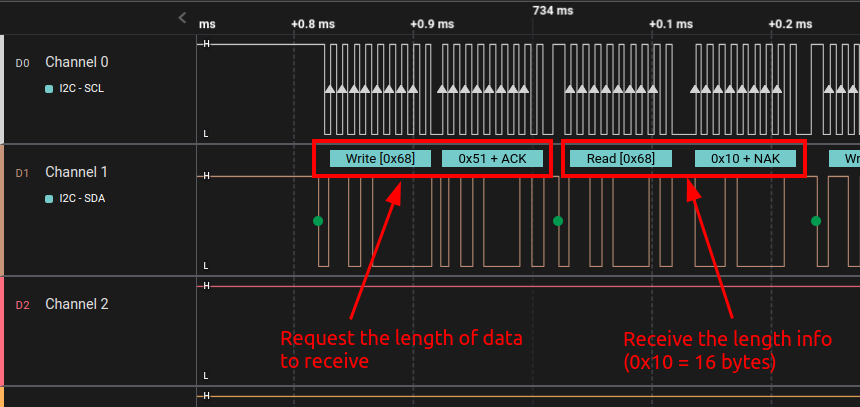 734 ms
< ms +0.8 ms +0.9 ms +0.1 ms +0.2 ms
D0 Channel 0 H
I2C - SCL
L
Write [0x68] 0x51 + ACK Read [0x68] 0x10 + NAK Wr
D1 Channel 1 H
I2C - SDA
L
D2 Channel 2 H
Request the length of data
to receive
Receive the length info
(0x10 = 16 bytes)
L
H